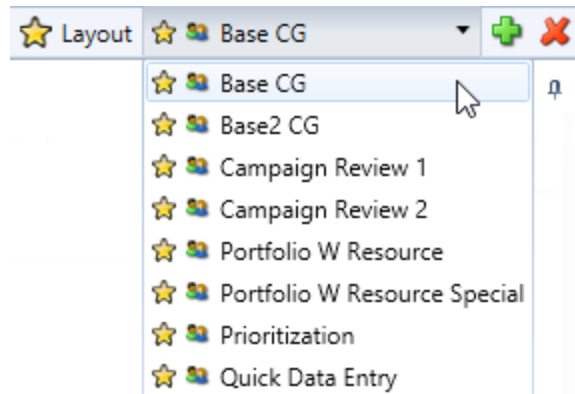 Layout Base CG
Base CG
Base2 CG
Campaign Review 1
Campaign Review 2
Portfolio W Resource
Portfolio W Resource Special
Prioritization
Quick Data Entry